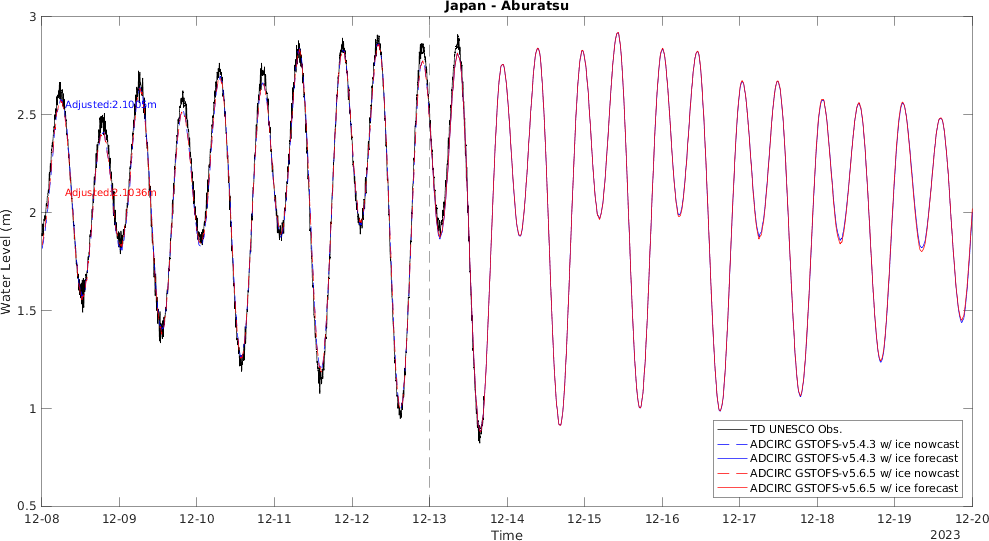 Japan - Aburatsu
Water Level (m)
3
2.5
2
1.5
1
0.5
Adjusted:2.1005m
Adjusted:2.1036m
TD UNESCO Obs.
ADCIRC GSTOFS-v5.4.3 w/ ice nowcast
ADCIRC GSTOFS-v5.4.3 w/ ice forecast
ADCIRC GSTOFS-v5.6.5 w/ ice nowcast
ADCIRC GSTOFS-v5.6.5 w/ ice forecast
12-08 12-09 12-10 12-11 12-12 12-13 12-14 12-15 12-16 12-17 12-18 12-19 12-20
Time
2023